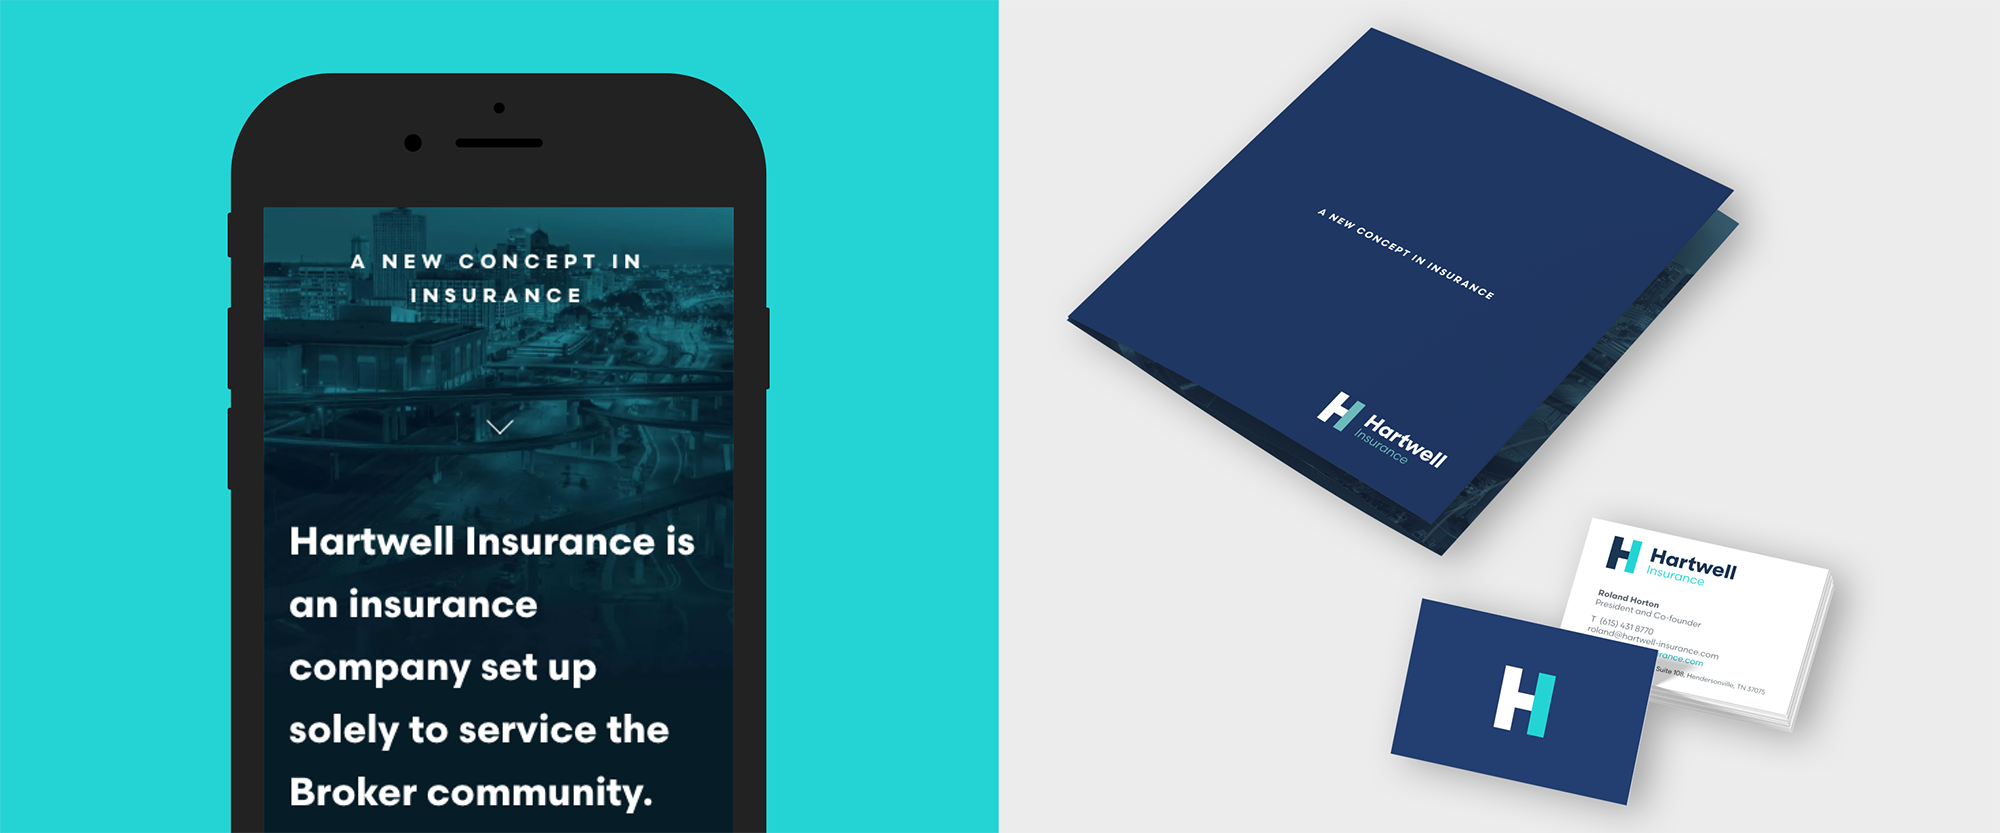 A NEW CONCEPT IN
INSURANCE
Hartwell Insurance is
an insurance
company set up
solely to service the
Broker community.
A NEW CONCEPT IN INSURANCE
H Hartwell
Insurance
H Hartwell
Insurance
Roland Horton
President and Co-founder
T (615) 431 8770
roland@hartwell-insurance.com
rance.com
Suite 108, Hendersonville, TN 37075
H